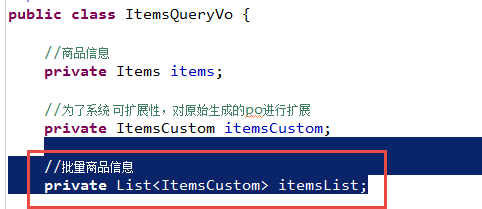 public class ItemsQueryVo {
//商品信息
private Items items;
//为了系统 可扩展性，对原始生成的po进行扩展
private ItemsCustom itemsCustom;
//批量商品信息
private List<ItemsCustom> itemsList;